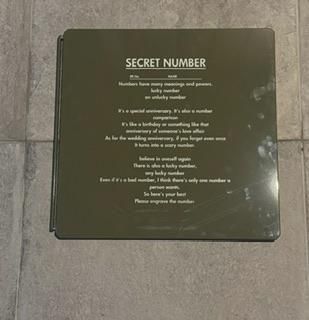 SECRET NUMBER
NAME
Numbers have many meanings and powers.
lucky number
an unlucky number
It's a special anniversary. It's also a number
comparison
It's like a birthday or something like that
anniversary of someone's love affair
As for the wedding anniversary, if you forget even once
It turns into a scary number.
believe in oneself again
There is also a lucky number,
any lucky number
Even if it's a bad number, I think there's only one number a
person wants.
So here's your best
Please engrave the number